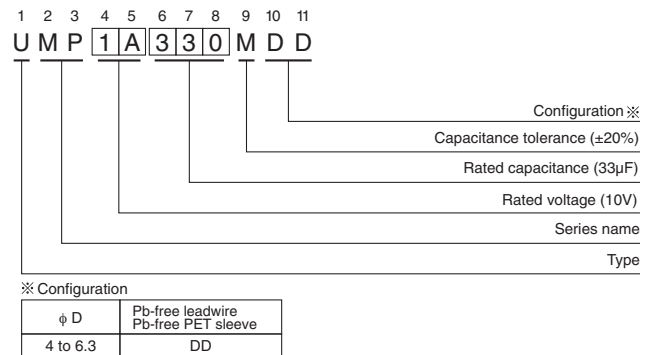 1 2 3 4 5 6 7 8 9 10 11
U M P 1 A 3 3 0 M D D
Configuration※
Capacitance tolerance (±20%)
Rated capacitance (33µF)
Rated voltage (10V)
Series name
Type
※ Configuration
ϕ D
Pb-free leadwire
Pb-free PET sleeve
4 to 6.3
DD